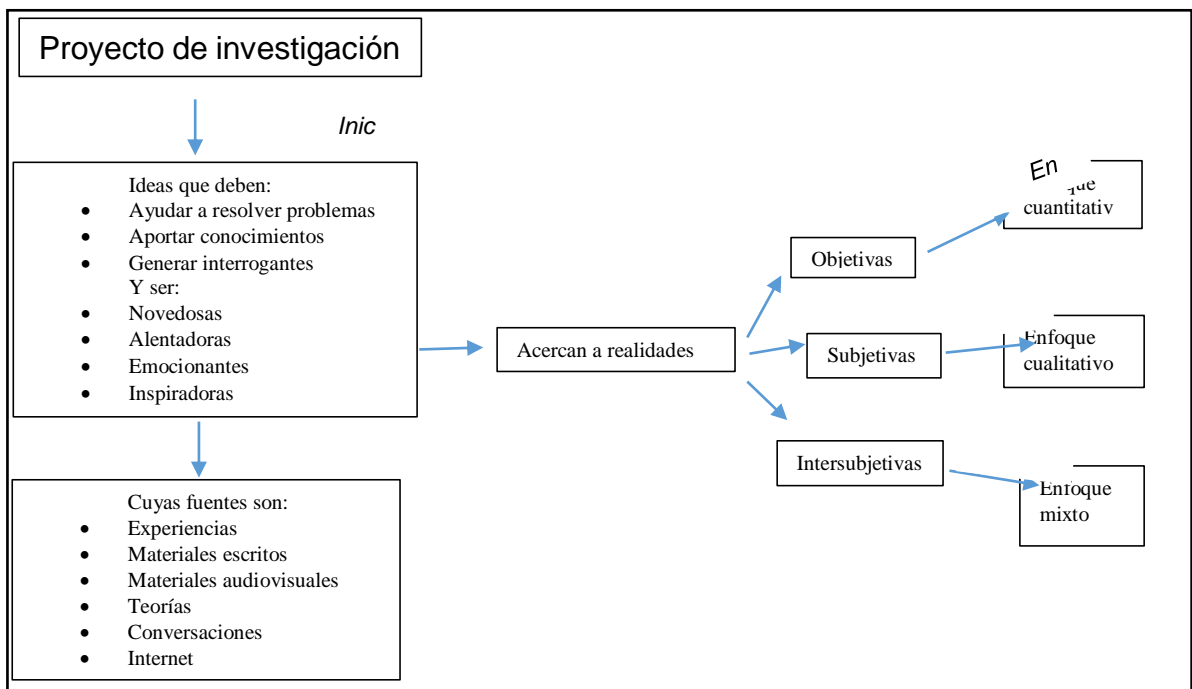 Proyecto de investigación
Inic
Ideas que deben:
• Ayudar a resolver problemas
• Aportar conocimientos
• Generar interrogantes
Y ser:
• Novedosas
• Alentadoras
• Emocionantes
• Inspiradoras
Cuyas fuentes son:
• Experiencias
• Materiales escritos
• Materiales audiovisuales
• Teorías
• Conversaciones
• Internet
Acercan a realidades
Objetivas
Subjetivas
Intersubjetivas
En
que
cuantitativ
Enfoque
cualitativo
Enfoque
mixto